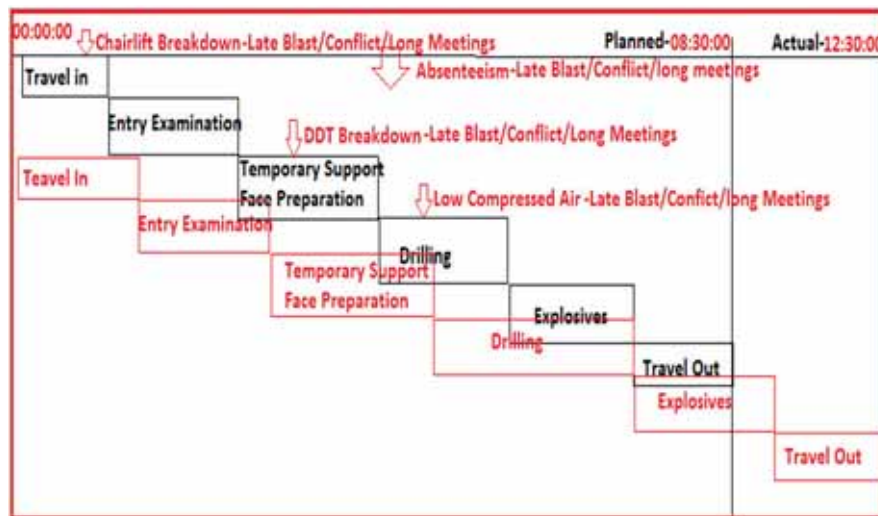 00:00:00
Chairlift Breakdown-Late Blast/Conflict/Long Meetings
Planned-08:30:00
Actual-12:30:00
Travel in
Absenteeism-Late Blast/Conflict/long meetings
Entry Examination
DDT Breakdown-Late Blast/Conflict/Long Meetings
Teavel In
Temporary Support
Face Preparation
Low Compressed Air-Late Blast/Confict/long Meetings
Entry Examination
Drilling
Temporary Support
Face Preparation
Explosives
Drilling
Travel Out
Explosives
Travel Out